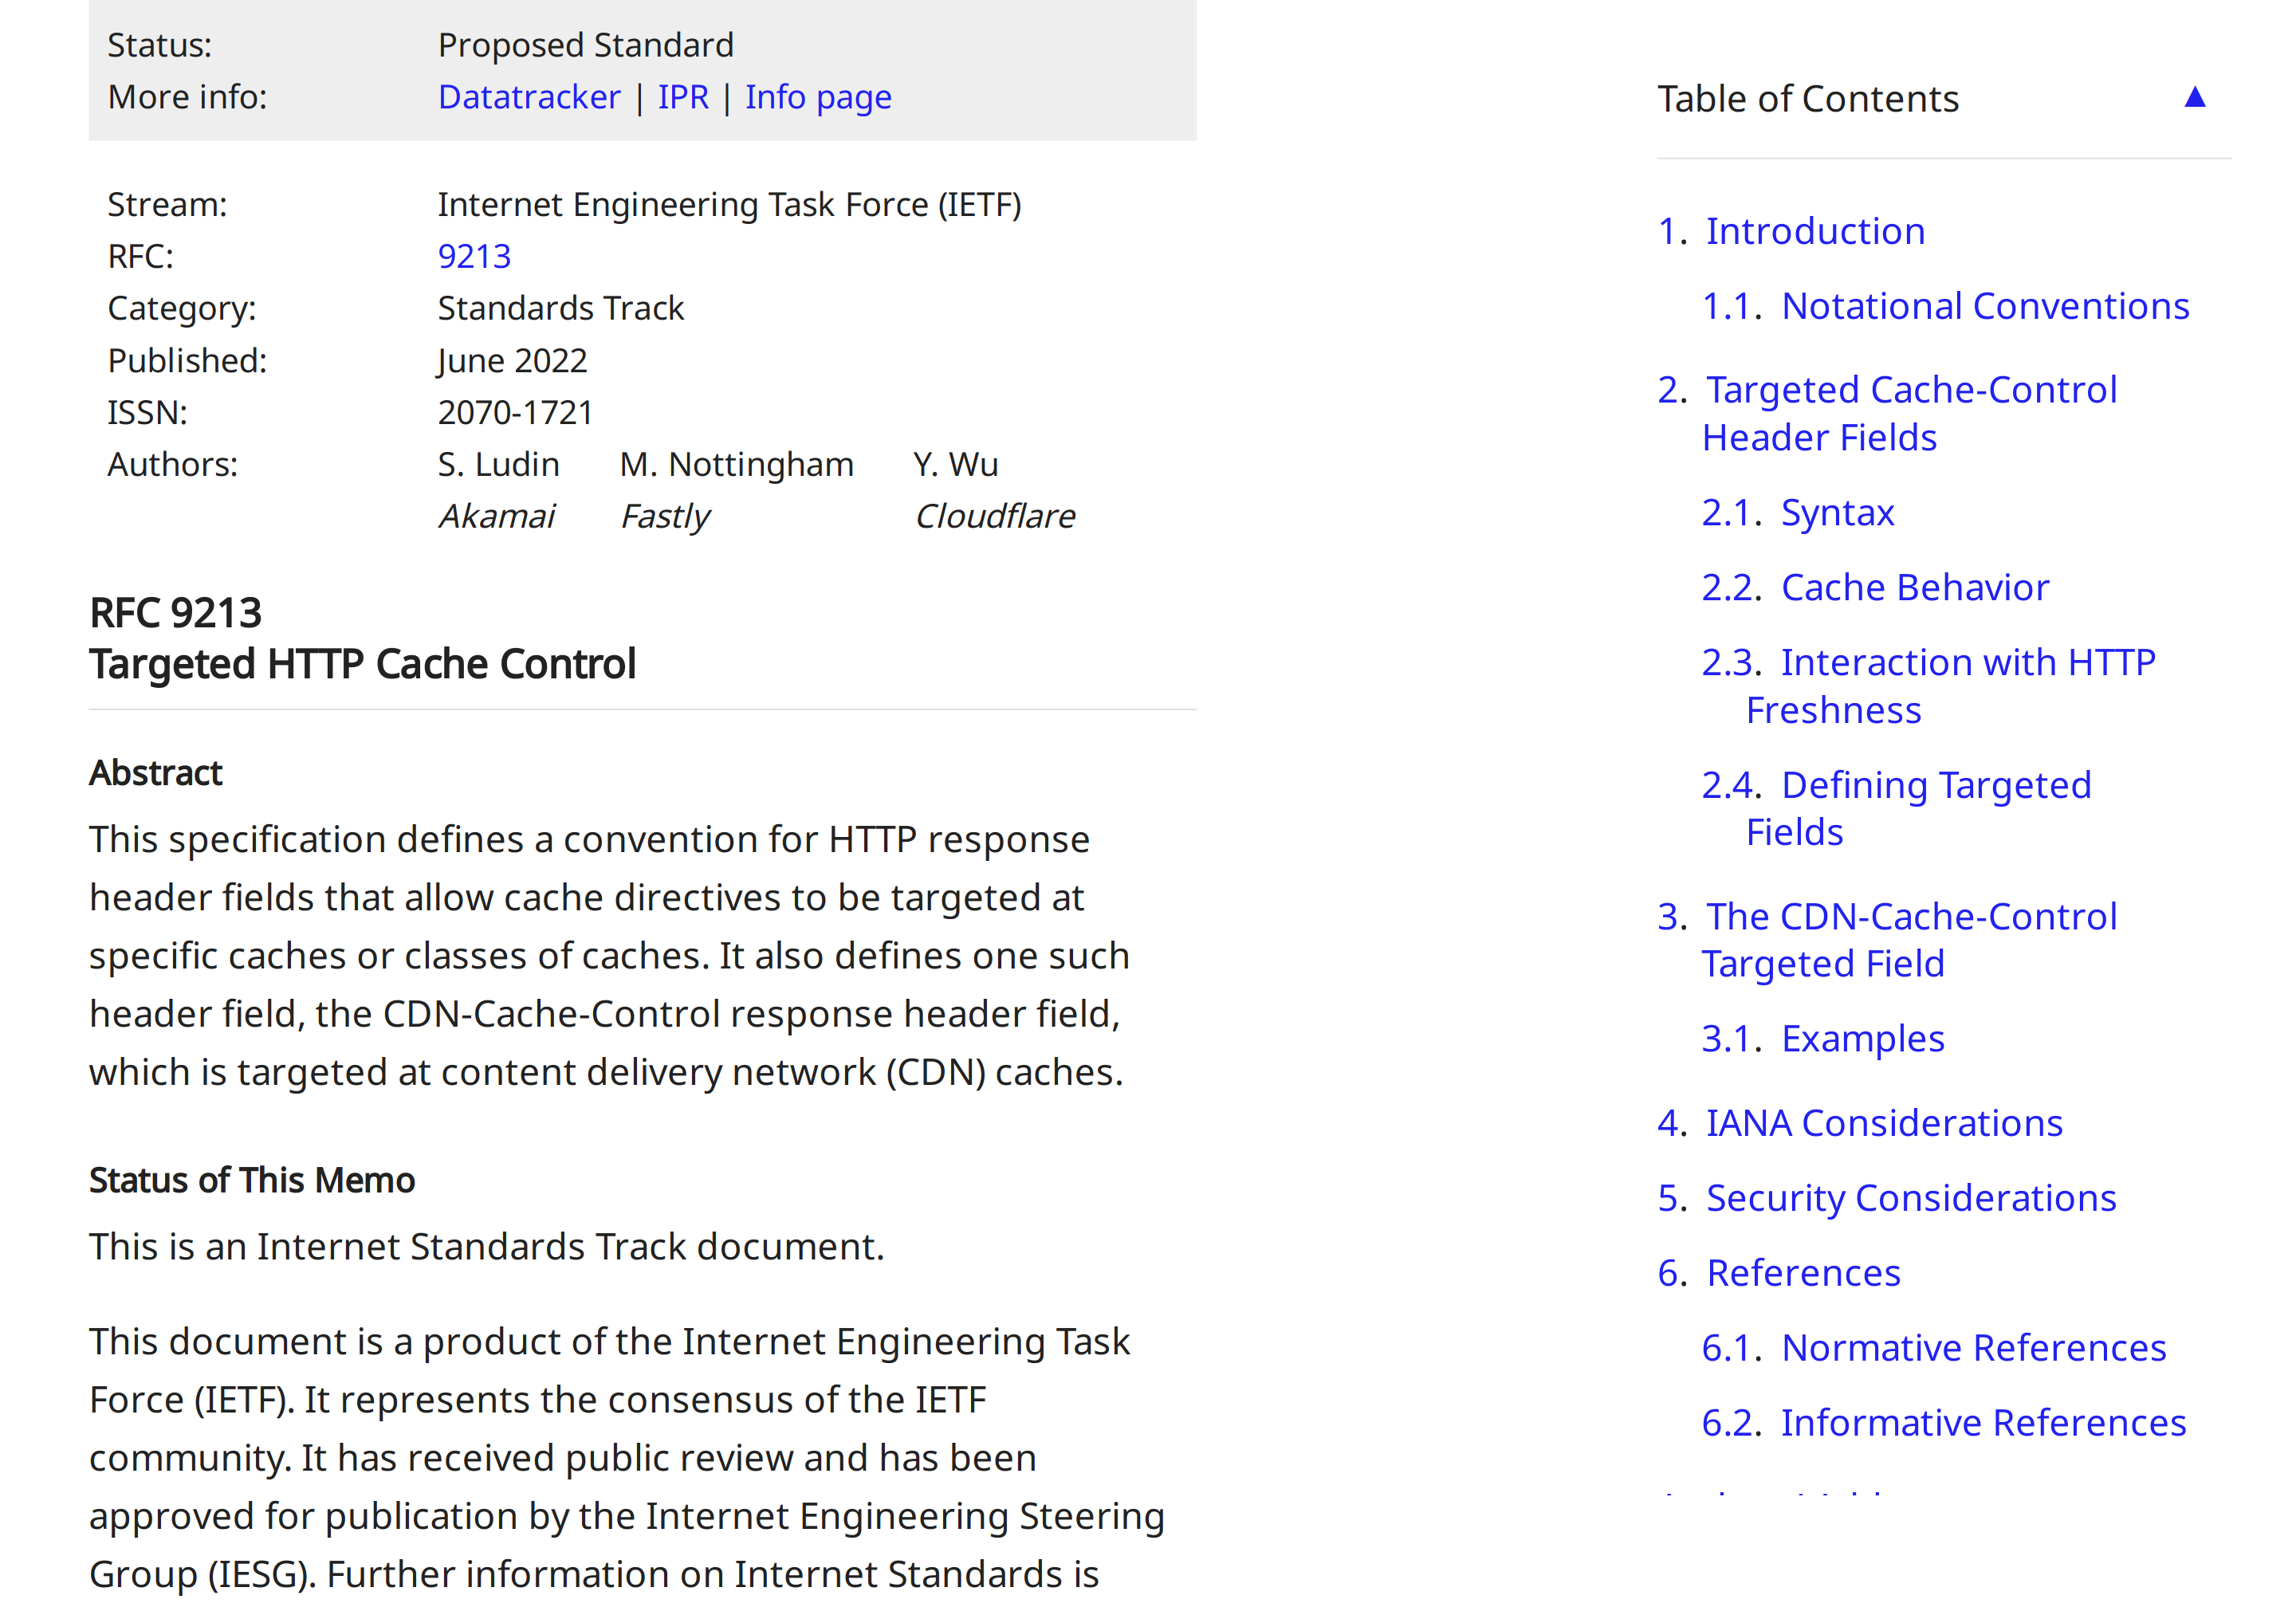 Status: Proposed Standard
More info: Datatracker | IPR | Info page
Stream: Internet Engineering Task Force (IETF)
RFC: 9213
Category: Standards Track
Published: June 2022
ISSN: 2070-1721
Authors: S. Ludin M. Nottingham Y. Wu
Akamai Fastly Cloudflare
RFC 9213
Targeted HTTP Cache Control
Abstract
This specification defines a convention for HTTP response
header fields that allow cache directives to be targeted at
specific caches or classes of caches. It also defines one such
header field, the CDN-Cache-Control response header field,
which is targeted at content delivery network (CDN) caches.
Status of This Memo
This is an Internet Standards Track document.
This document is a product of the Internet Engineering Task
Force (IETF). It represents the consensus of the IETF
community. It has received public review and has been
approved for publication by the Internet Engineering Steering
Group (IESG). Further information on Internet Standards is
Table of Contents ▲
1. Introduction
1.1. Notational Conventions
2. Targeted Cache-Control
Header Fields
2.1. Syntax
2.2. Cache Behavior
2.3. Interaction with HTTP
Freshness
2.4. Defining Targeted
Fields
3. The CDN-Cache-Control
Targeted Field
3.1. Examples
4. IANA Considerations
5. Security Considerations
6. References
6.1. Normative References
6.2. Informative References